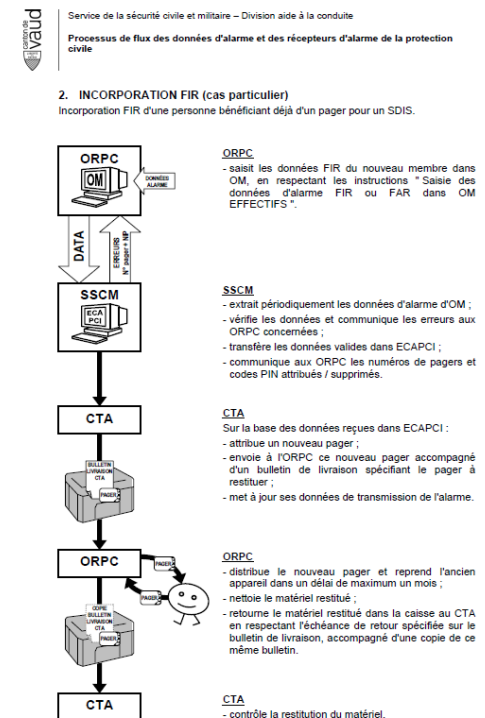 canton de
vaud
Service de la sécurité civile et militaire – Division aide à la conduite
Processus de flux des données d'alarme et des récepteurs d'alarme de la protection
civile
2. INCORPORATION FIR (cas particulier)
Incorporation FIR d'une personne bénéficiant déjà d'un pager pour un SDIS.
ORPC
OM
DONNÉES
ALARME
ORPC
- saisit les données FIR du nouveau membre dans
OM, en respectant les instructions " Saisie des
données d'alarme FIR ou FAR dans OM
EFFECTIFS ".
DATA
ERREURS
N° pager + NIP
SSCM
ECA
PCI
SSCM
- extrait périodiquement les données d'alarme d'OM ;
- vérifie les données et communique les erreurs aux
ORPC concernées ;
- transfère les données valides dans ECAPCI ;
- communique aux ORPC les numéros de pagers et
codes PIN attribués / supprimés.
CTA
CTA
Sur la base des données reçues dans ECAPCI :
- attribue un nouveau pager ;
- envoie à l'ORPC ce nouveau pager accompagné
d'un bulletin de livraison spécifiant le pager à
restituer ;
- met à jour ses données de transmission de l'alarme.
BULLETIN
LIVRAISON
CTA
PAGER
ORPC
PAGER
PAGER
ORPC
- distribue le nouveau pager et reprend l'ancien
appareil dans un délai de maximum un mois ;
- nettoie le matériel restitué ;
- retourne le matériel restitué dans la caisse au CTA
en respectant l'échéance de retour spécifiée sur le
bulletin de livraison, accompagné d'une copie de ce
même bulletin.
COPIE
BULLETIN
LIVRAISON
CTA
PAGER
CTA
CTA
- contrôle la restitution du matériel.